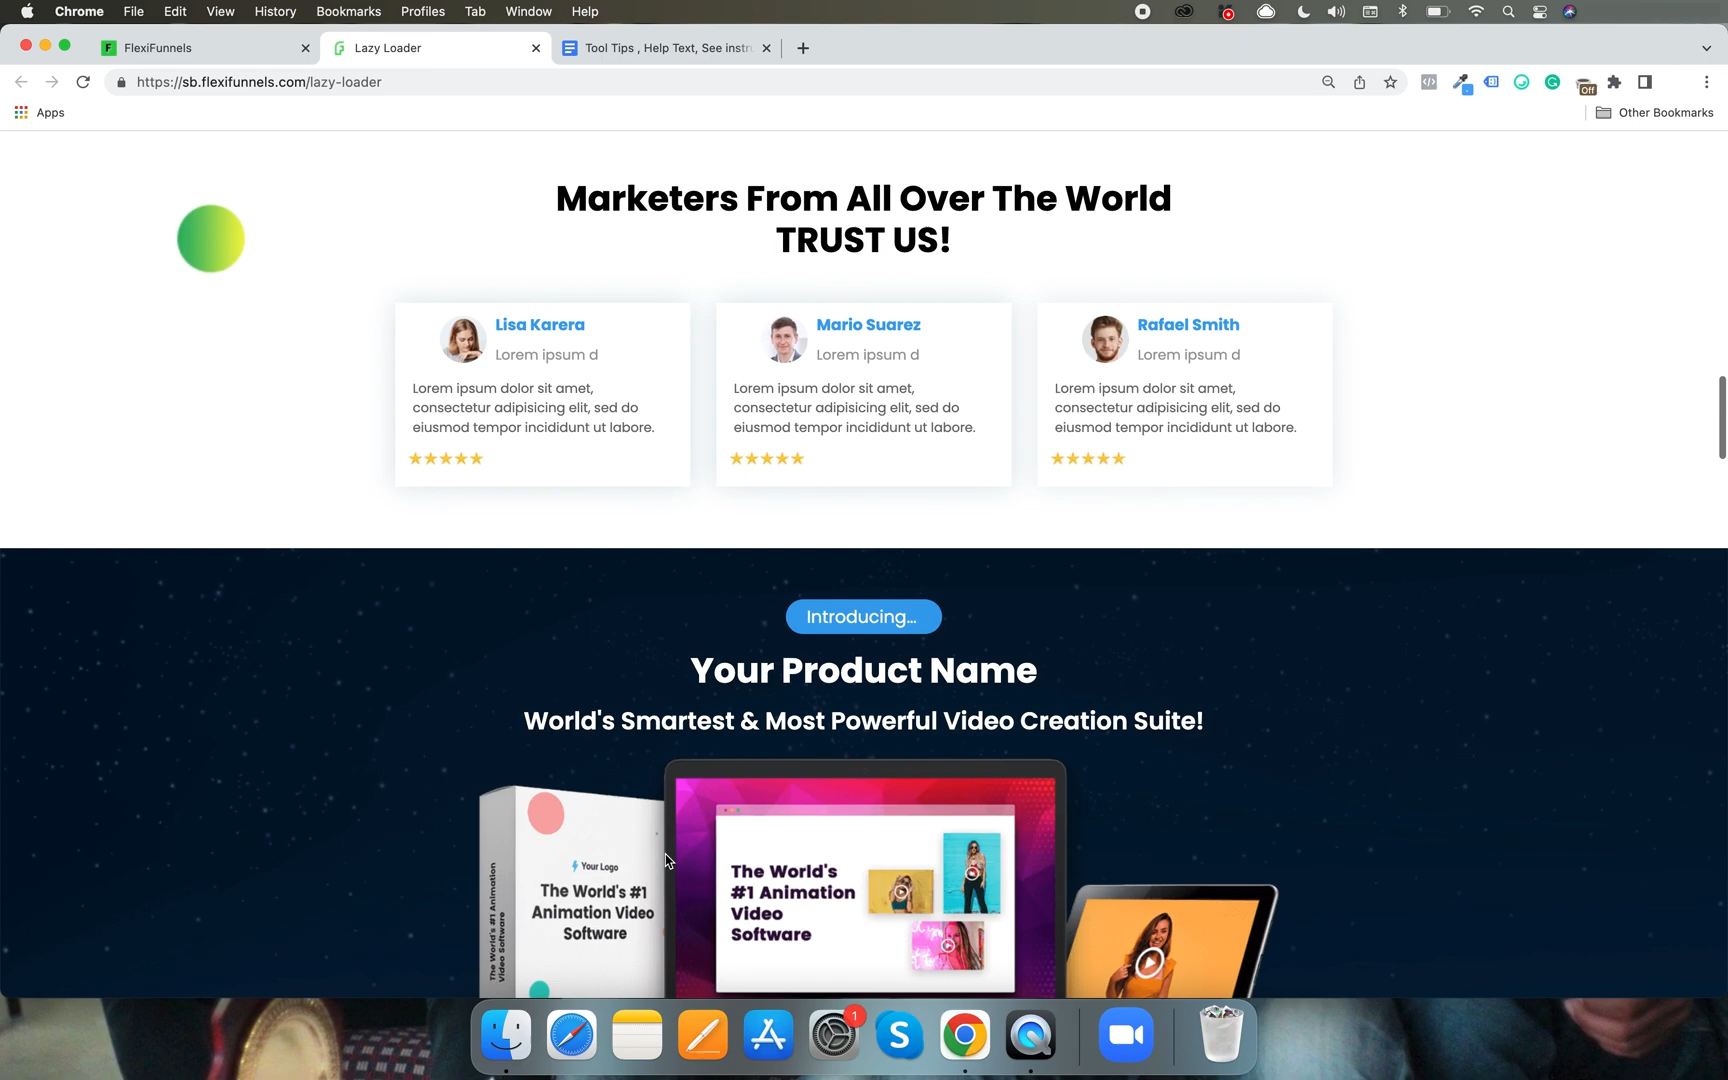 Chrome File Edit View History Bookmarks Profiles Tab Window Help
FlexiFunnels
Lazy Loader
Tool Tips , Help Text, See instru
https://sb.flexifunnels.com/lazy-loader
Off
Apps
Other Bookmarks
Marketers From All Over The World
TRUST US!
Lisa Karera
Lorem ipsum d
Lorem ipsum dolor sit amet,
consectetur adipisicing elit, sed do
eiusmod tempor incididunt ut labore.
Mario Suarez
Lorem ipsum d
Lorem ipsum dolor sit amet,
consectetur adipisicing elit, sed do
eiusmod tempor incididunt ut labore.
Rafael Smith
Lorem ipsum d
Lorem ipsum dolor sit amet,
consectetur adipisicing elit, sed do
eiusmod tempor incididunt ut labore.
Introducing...
Your Product Name
World's Smartest & Most Powerful Video Creation Suite!
The World's #1 Animation
Video Software
Your Logo
The World's #1
Animation Video
Software
The World's
#1 Animation
Video
Software
1